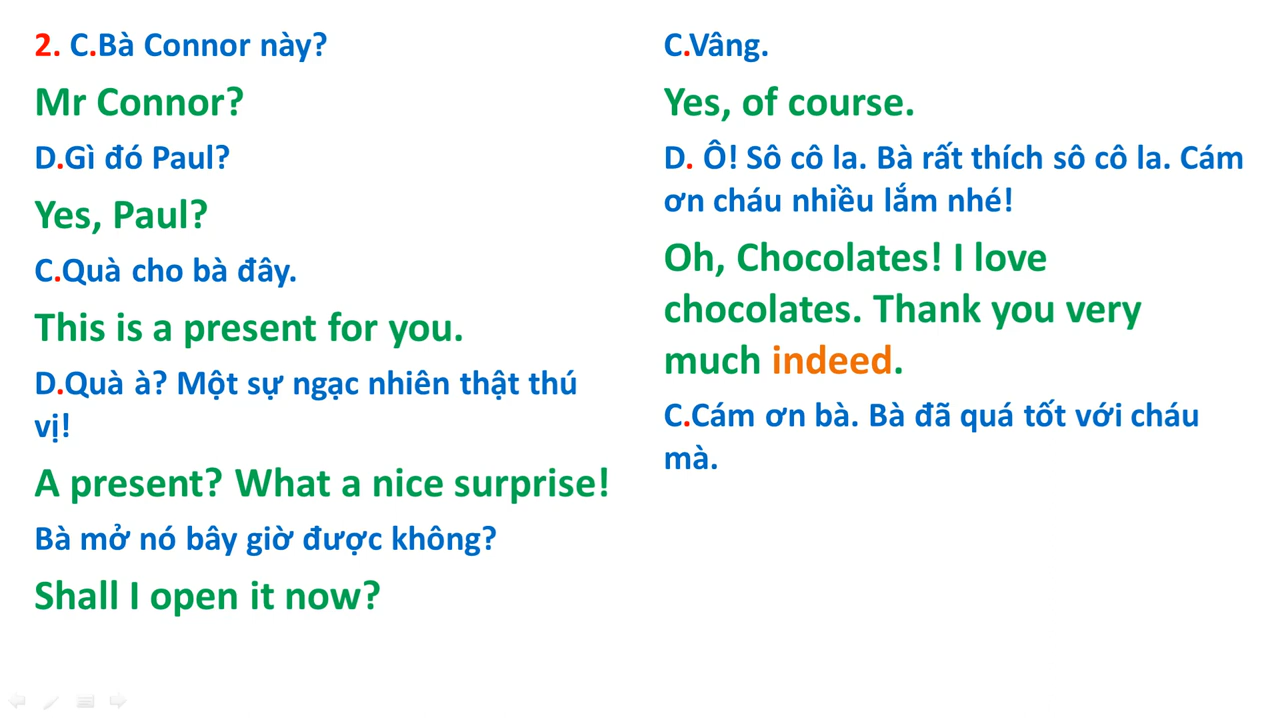 2. C.Bà Connor này?
Mr Connor?
D.Gì đó Paul?
Yes, Paul?
C.Quà cho bà đây.
This is a present for you.
D.Quà à? Một sự ngạc nhiên thật thú
vị!
A present? What a nice surprise!
Bà mở nó bây giờ được không?
Shall I open it now?
C.Vâng.
Yes, of course.
D. Ô! Sô cô la. Bà rất thích sô cô la. Cám
ơn cháu nhiều lắm nhé!
Oh, Chocolates! I love
chocolates. Thank you very
much indeed.
C.Cám ơn bà. Bà đã quá tốt với cháu
mà.